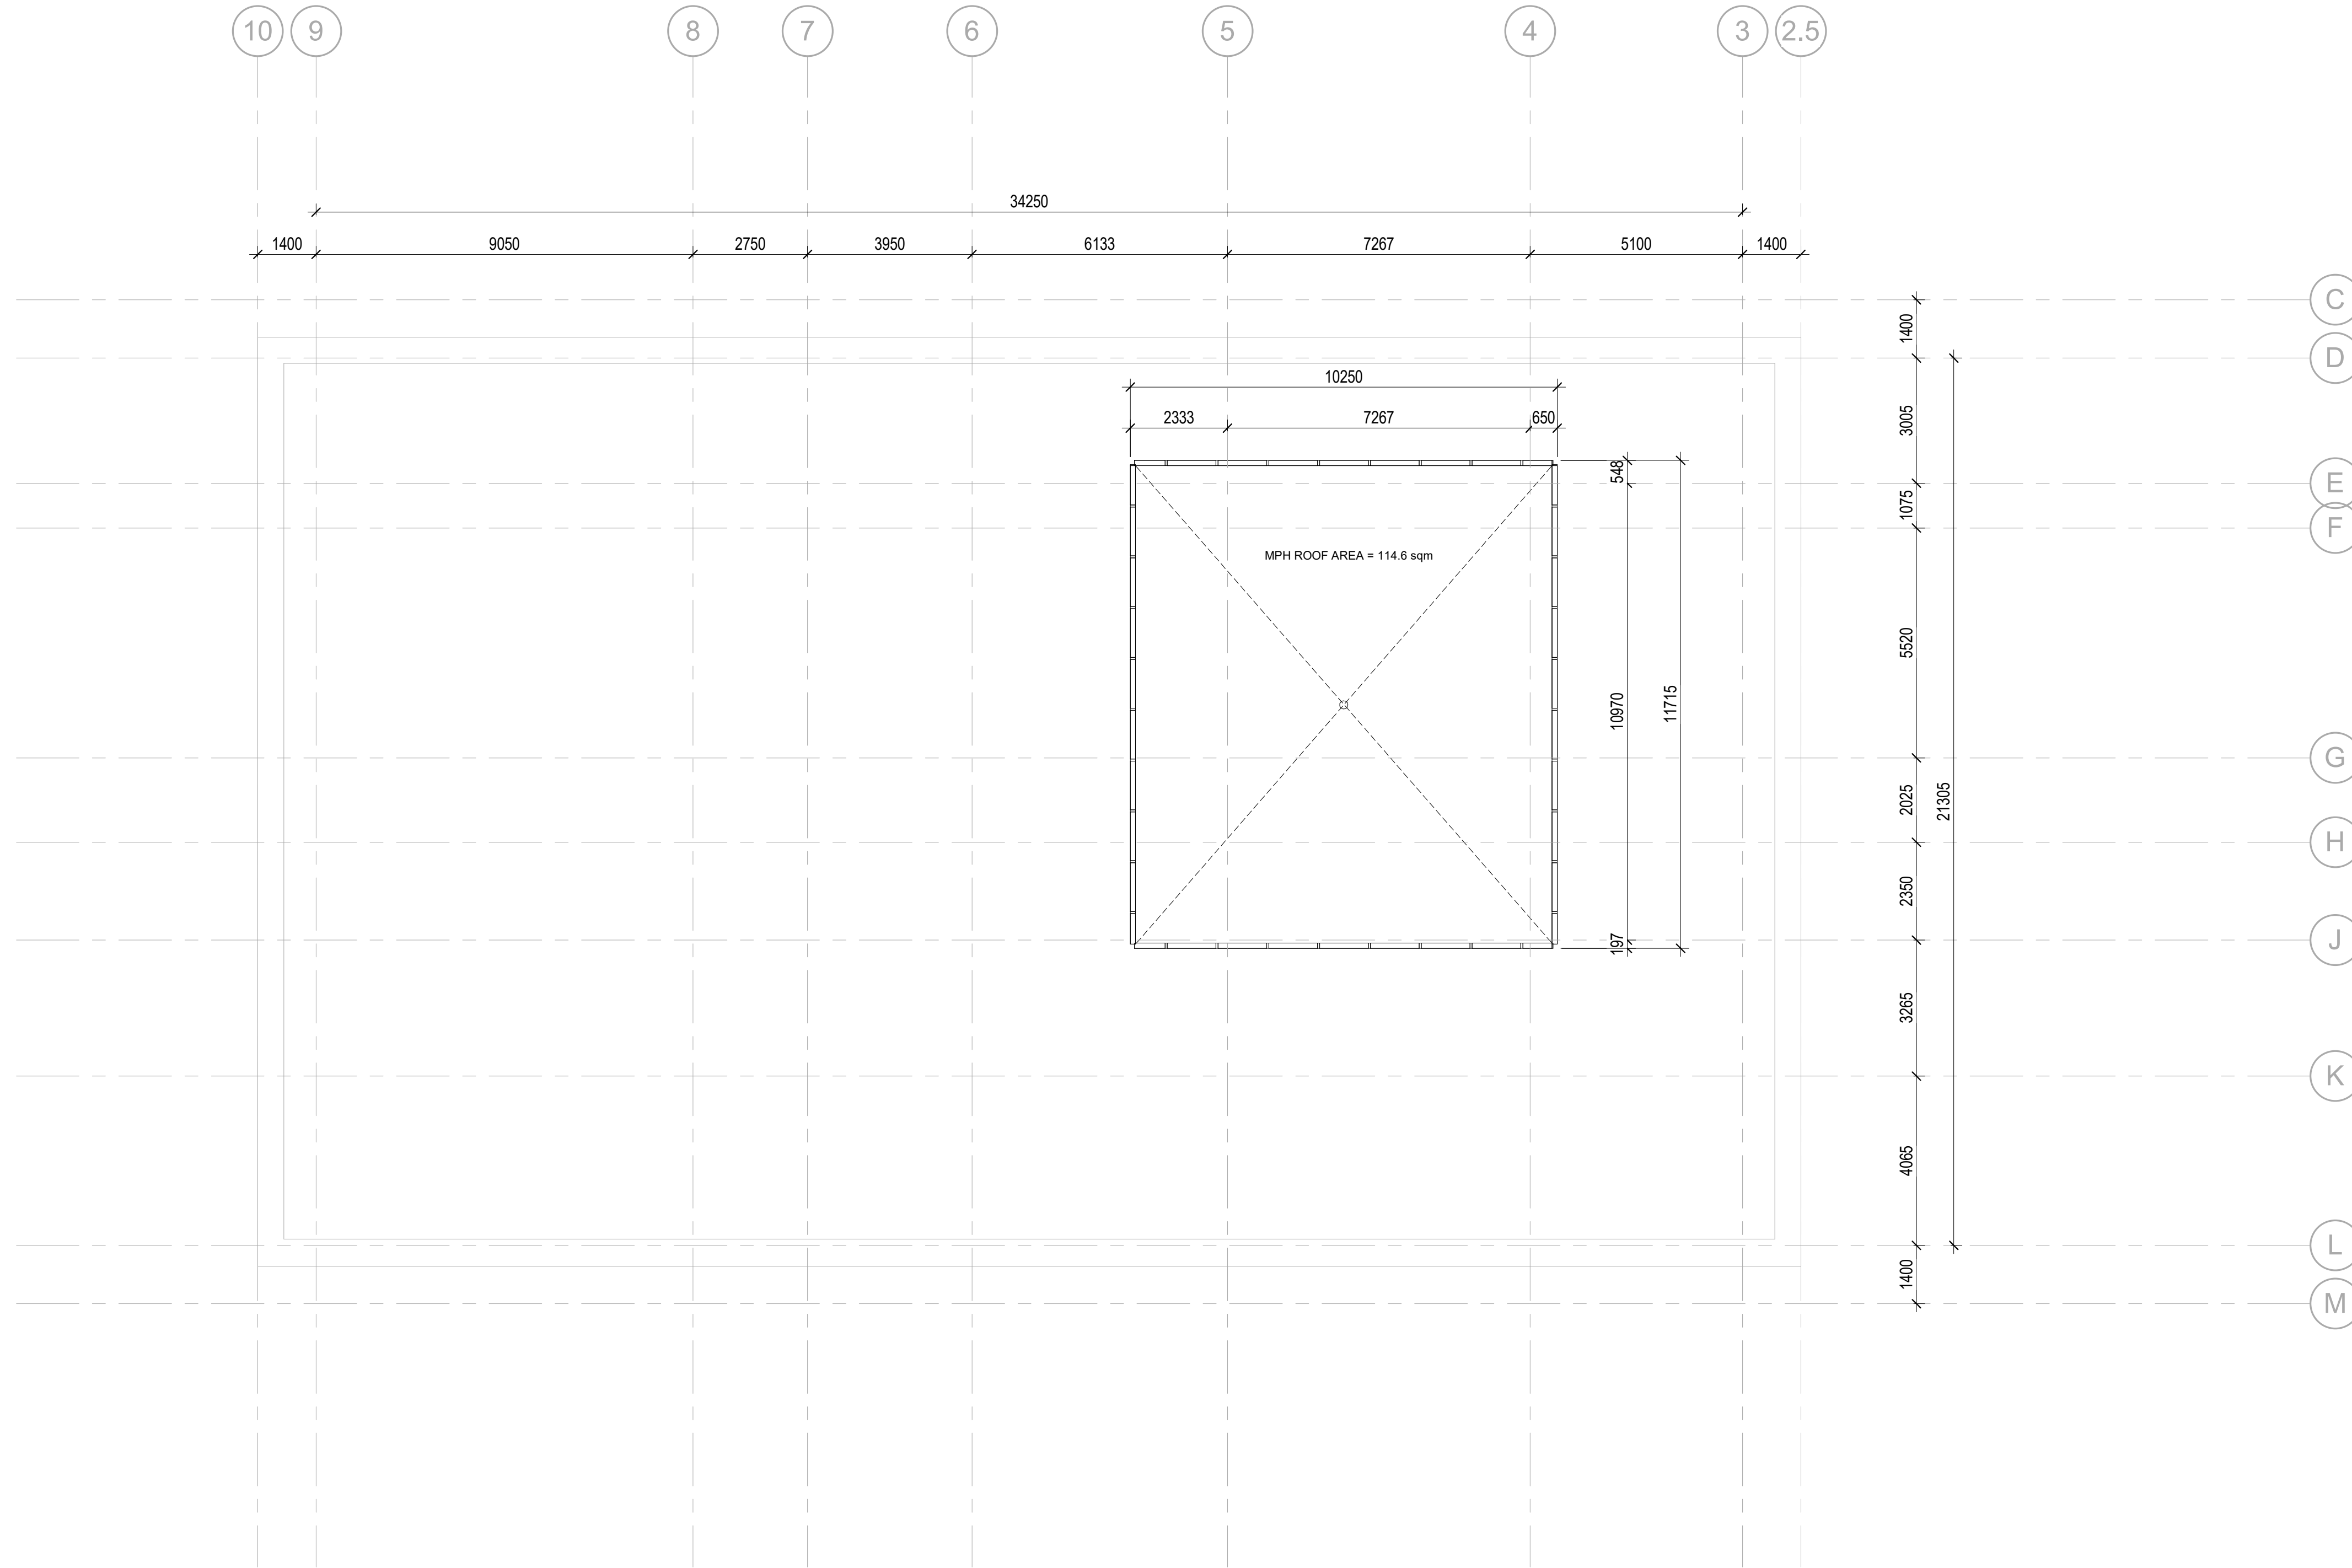 10 9 8 7 6 5 4 3 2.5
34250
1400 9050 2750 3950 6133 7267 5100 1400
C
1400
D
10250
2333 7267 650
3005
548
E
1075
F
MPH ROOF AREA = 114.6 sqm
5520
10970
11715
G
2025
21305
H
2350
197
J
3265
K
4065
L
1400
M